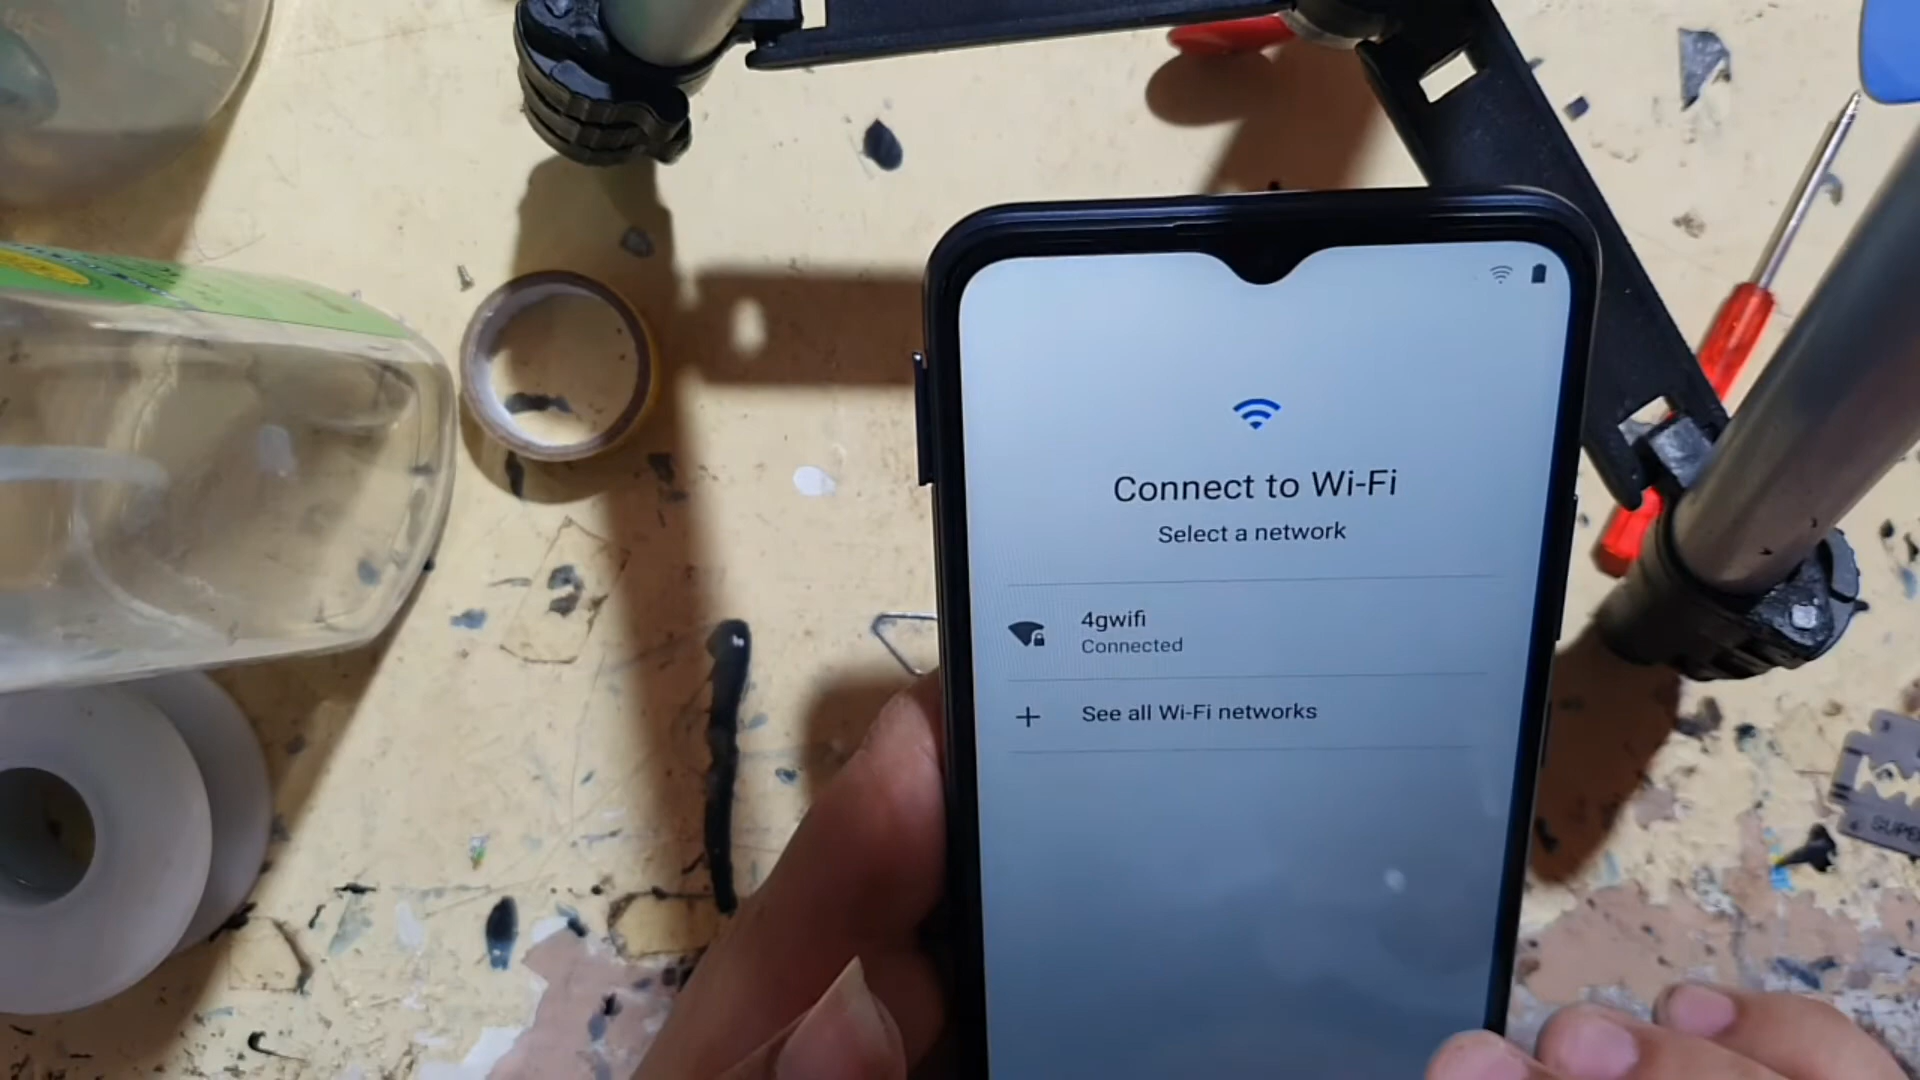 Connect to Wi-Fi
Select a network
4gwifi
Connected
See all Wi-Fi networks